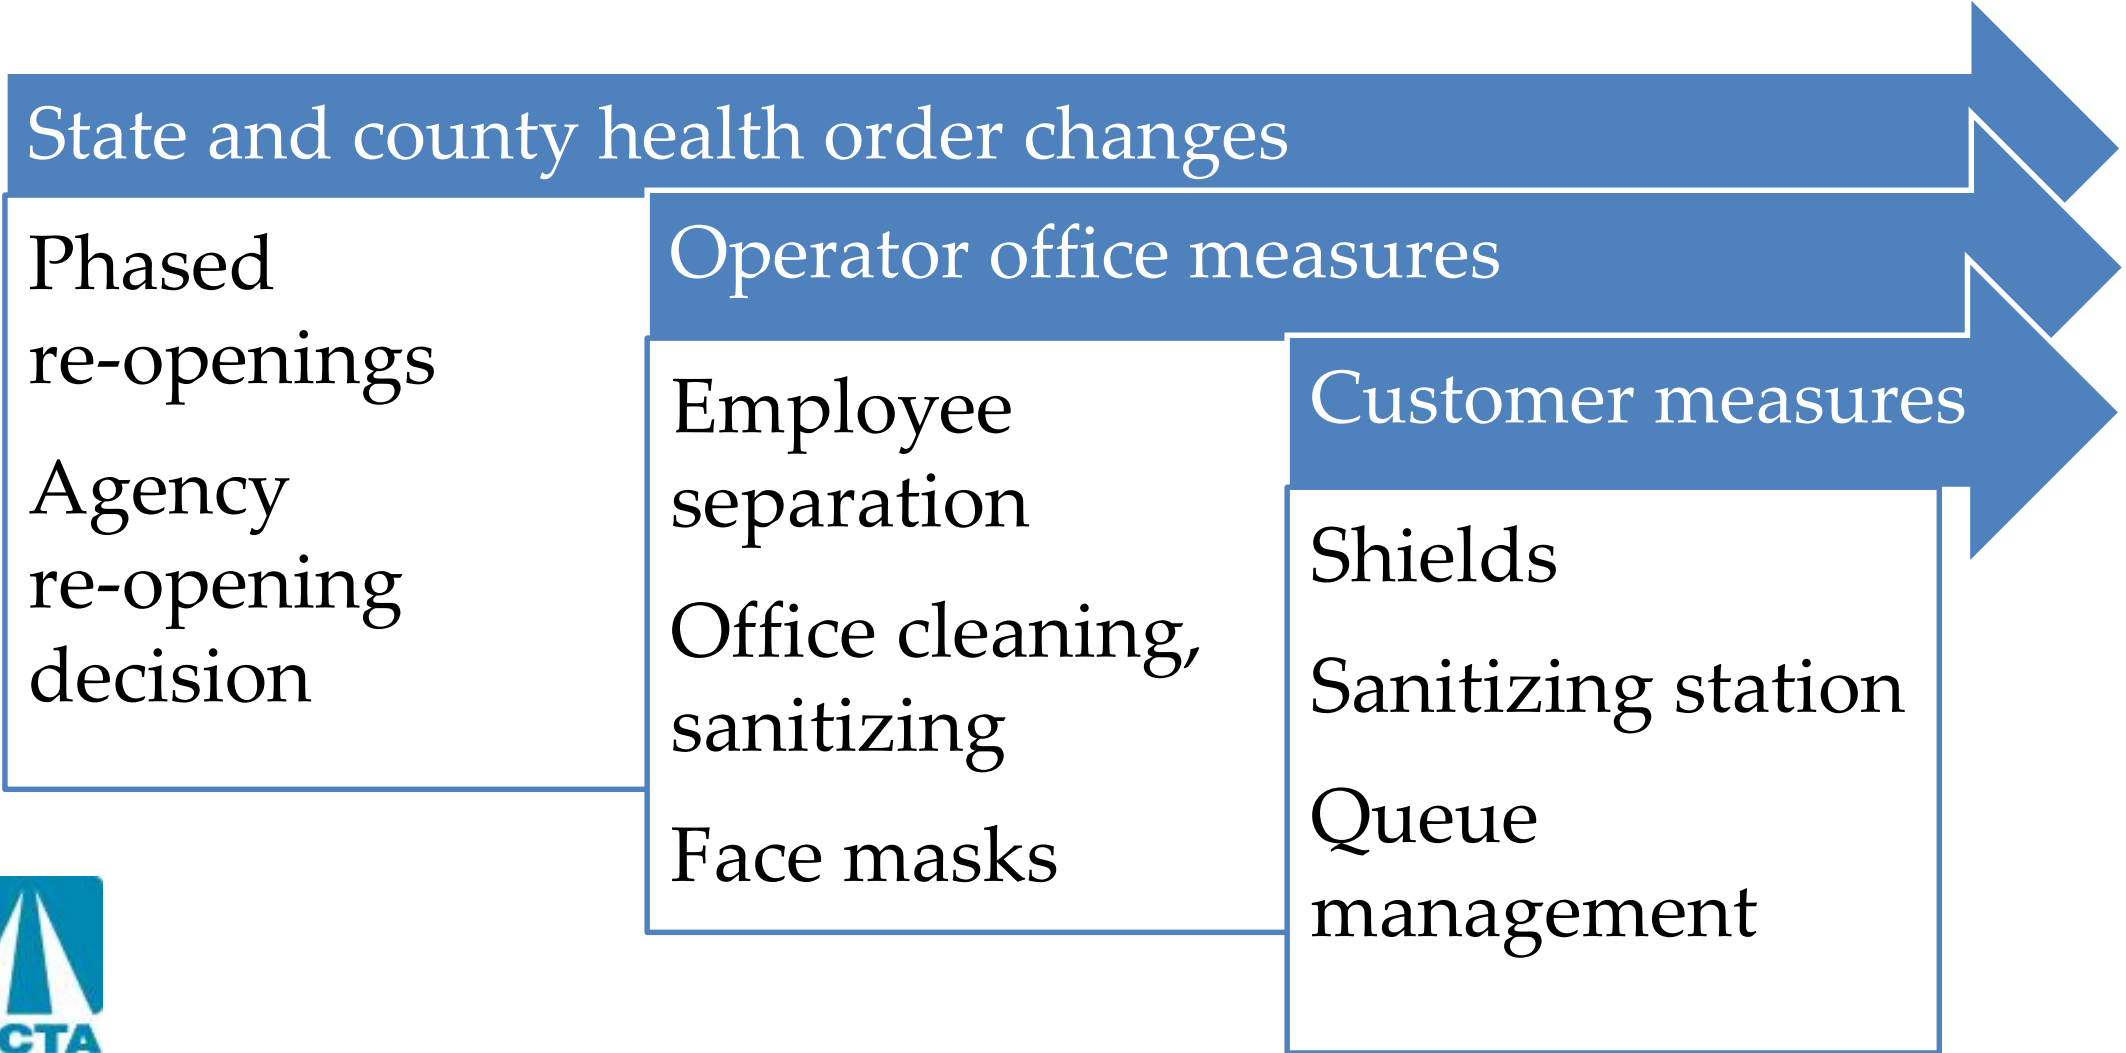 State and county health order changes
Phased
re-openings
Agency
re-opening
decision
Operator office measures
Employee
separation
Office cleaning,
sanitizing
Face masks
Customer measures
Shields
Sanitizing station
Queue
management
CTA